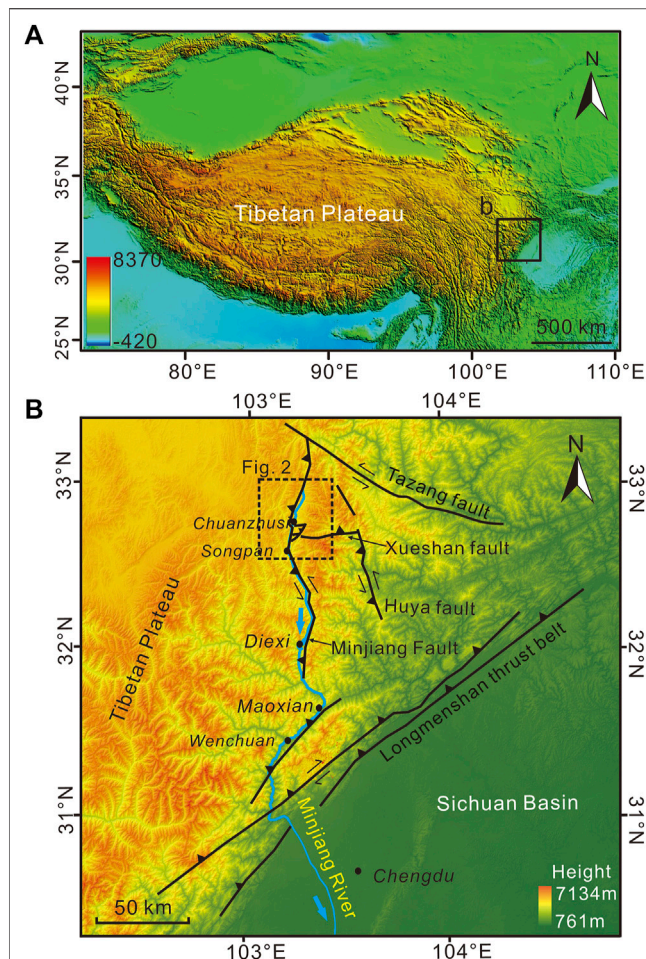 A
N
40°N
35°N
30°N
25°N
Tibetan Plateau
b
8370
-420
500 km
80°E
90°E
100°E
110°E
B
103°E
104°E
N
33°N
33°N
Fig. 2
Tazang fault
Chuanzhusi
Xueshan fault
Songpan
Huya fault
Tibetan Plateau
32°N
32°N
Diexi
Minjiang Fault
Maoxian
Longmenshan thrust belt
Wenchuan
31°N
31°N
Sichuan Basin
Minjiang River
Chengdu
Height
7134m
761m
50 km
103°E
104°E